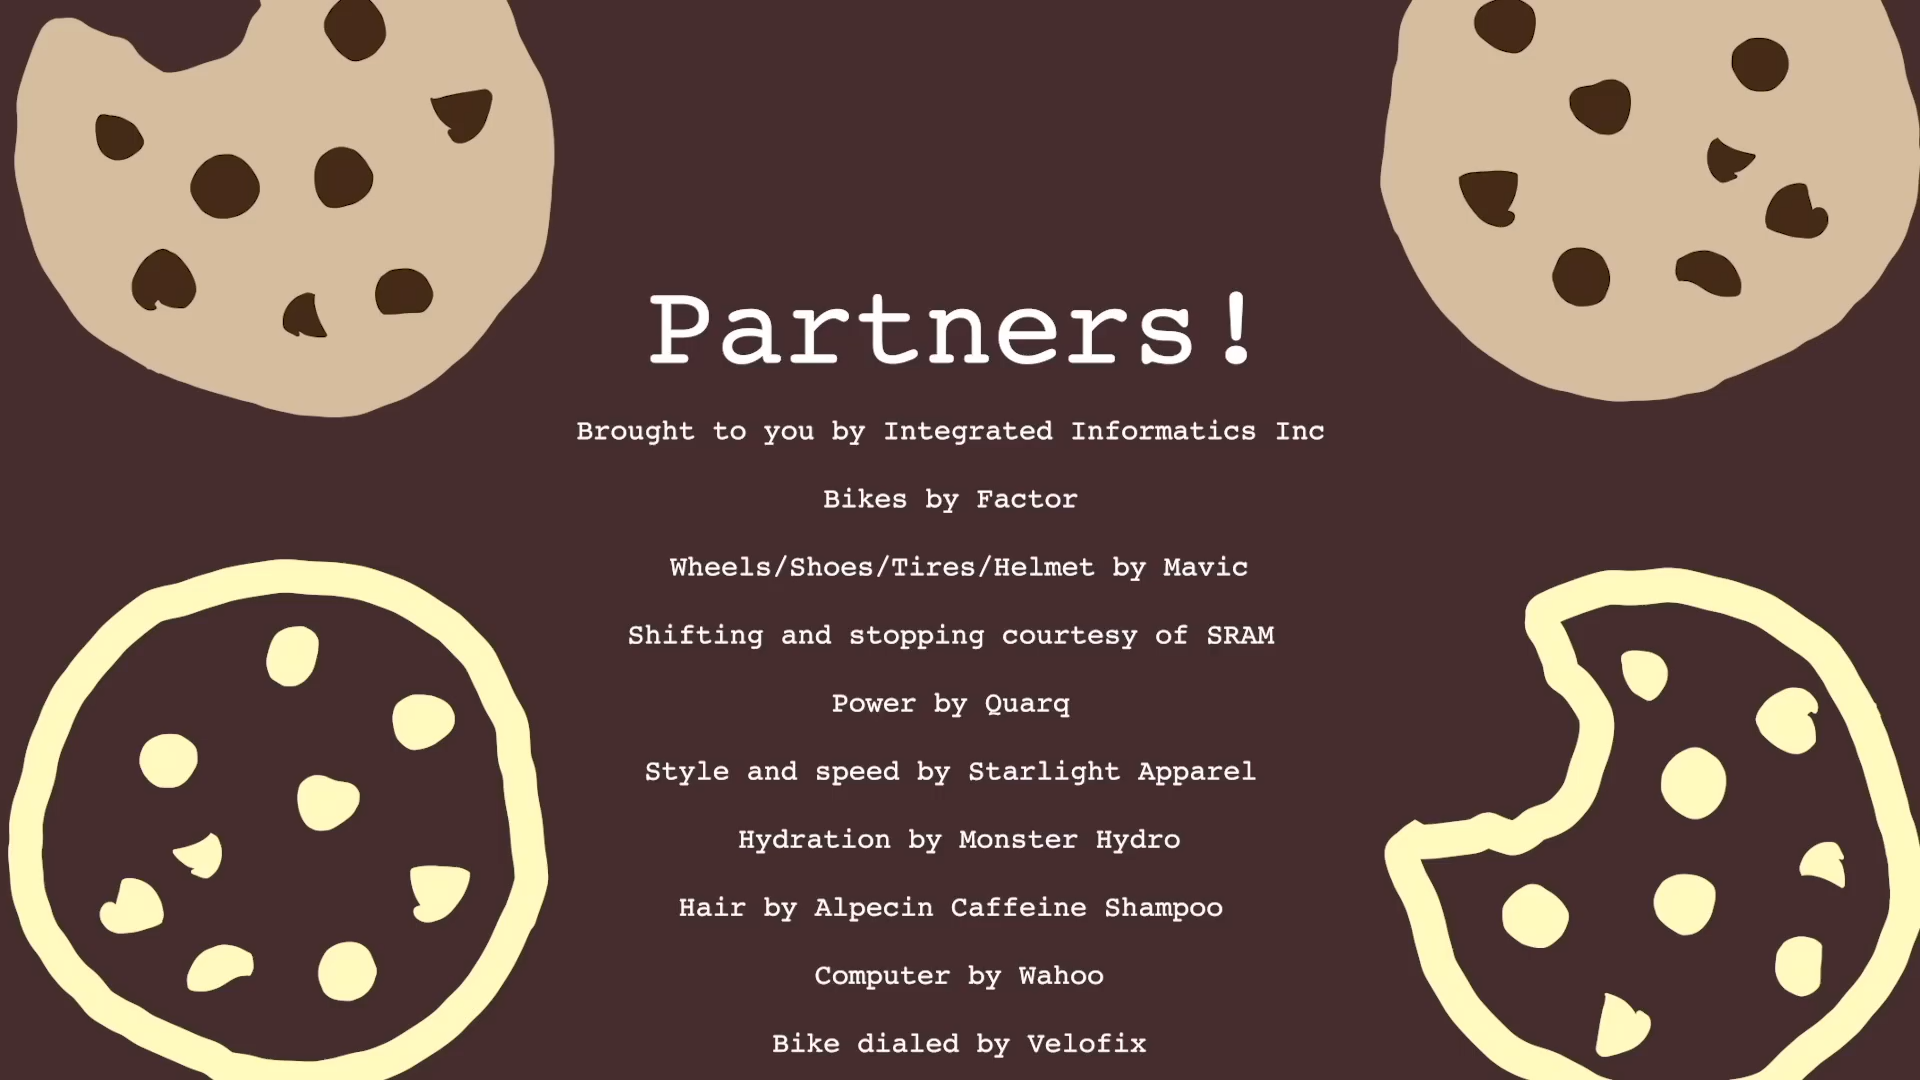 Partners!
Brought to you by Integrated Informatics Inc
Bikes by Factor
Wheels/Shoes/Tires/Helmet by Mavic
Shifting and stopping courtesy of SRAM
Power by Quarq
Style and speed by Starlight Apparel
Hydration by Monster Hydro
Hair by Alpecin Caffeine Shampoo
Computer by Wahoo
Bike dialed by Velofix